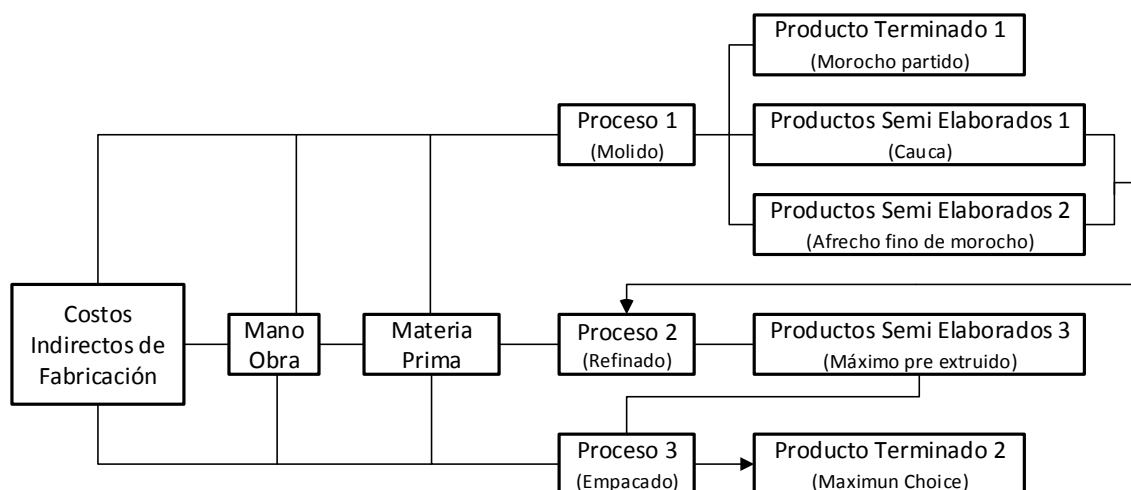 Producto Terminado 1
(Morocho partido)
Proceso 1
(Molido)
Productos Semi Elaborados 1
(Cauca)
Productos Semi Elaborados 2
(Afrecho fino de morocho)
Costos
Indirectos de
Fabricación
Mano
Obra
Materia
Prima
Proceso 2
(Refinado)
Productos Semi Elaborados 3
(Máximo pre extruido)
Proceso 3
(Empacado)
Producto Terminado 2
(Maximun Choice)